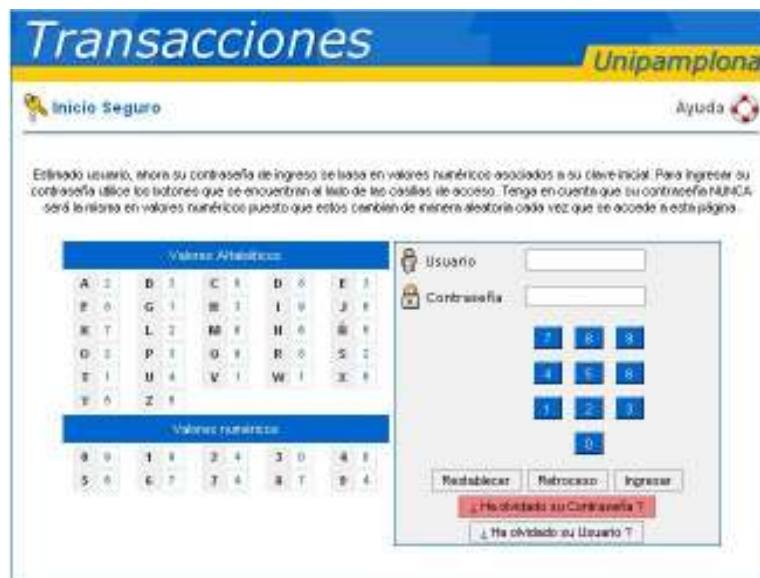 Transacciones
Unipamplona
Inicio Seguro
Ayuda
Estimado usuario, ahora su contraseña de ingreso se basa en valores numéricos asociados a su clave inicial. Para ingresar su
contraseña utilice los botones que se encuentran al lado de las casillas de acceso. Tenga en cuenta que su contraseña NUNCA
será la misma en valores numéricos puesto que estos cambian de manera aleatoria cada vez que se accede a esta página.
Valores Alfabéticos
A B C D E
F G H I J
K L M N Ñ
O P Q R S
T U V W X
Y Z
Valores numéricos
0 1 2 3 4
5 6 7 8 9
Usuario
Contraseña
7 8 9
4 5 6
1 2 3
0
Restablecer Retroceso Ingresar
¿ Ha olvidado su Contraseña ?
¿ Ha olvidado su Usuario ?